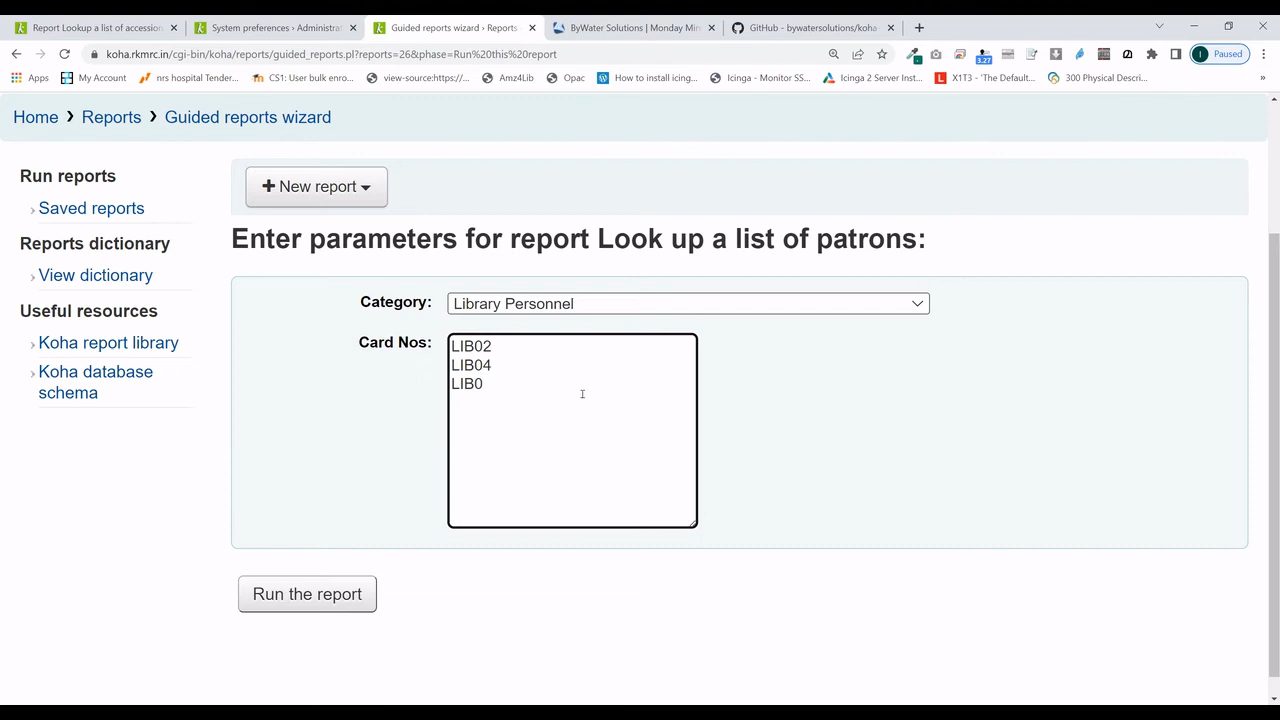 Report Lookup a list of accession
System preferences › Administrat
Guided reports wizard › Reports
ByWater Solutions | Monday Min
GitHub - bywatersolutions/koha
koha.rkmrc.in/cgi-bin/koha/reports/guided_reports.pl?reports=26&phase=Run%20this%20report
3.27
I
Paused
Apps
My Account
nrs hospital Tender...
CS1: User bulk enro...
view-source:https:/...
AmzLib
Opac
How to install icing...
Icinga - Monitor SS...
Icinga 2 Server Inst...
X1T3 - 'The Default...
300 Physical Descri...
»
Home › Reports › Guided reports wizard
Run reports
Saved reports
Reports dictionary
View dictionary
Useful resources
Koha report library
Koha database
schema
New report
Enter parameters for report Look up a list of patrons:
Category: Library Personnel
Card Nos:
LIB02
LIB04
LIB0
Run the report